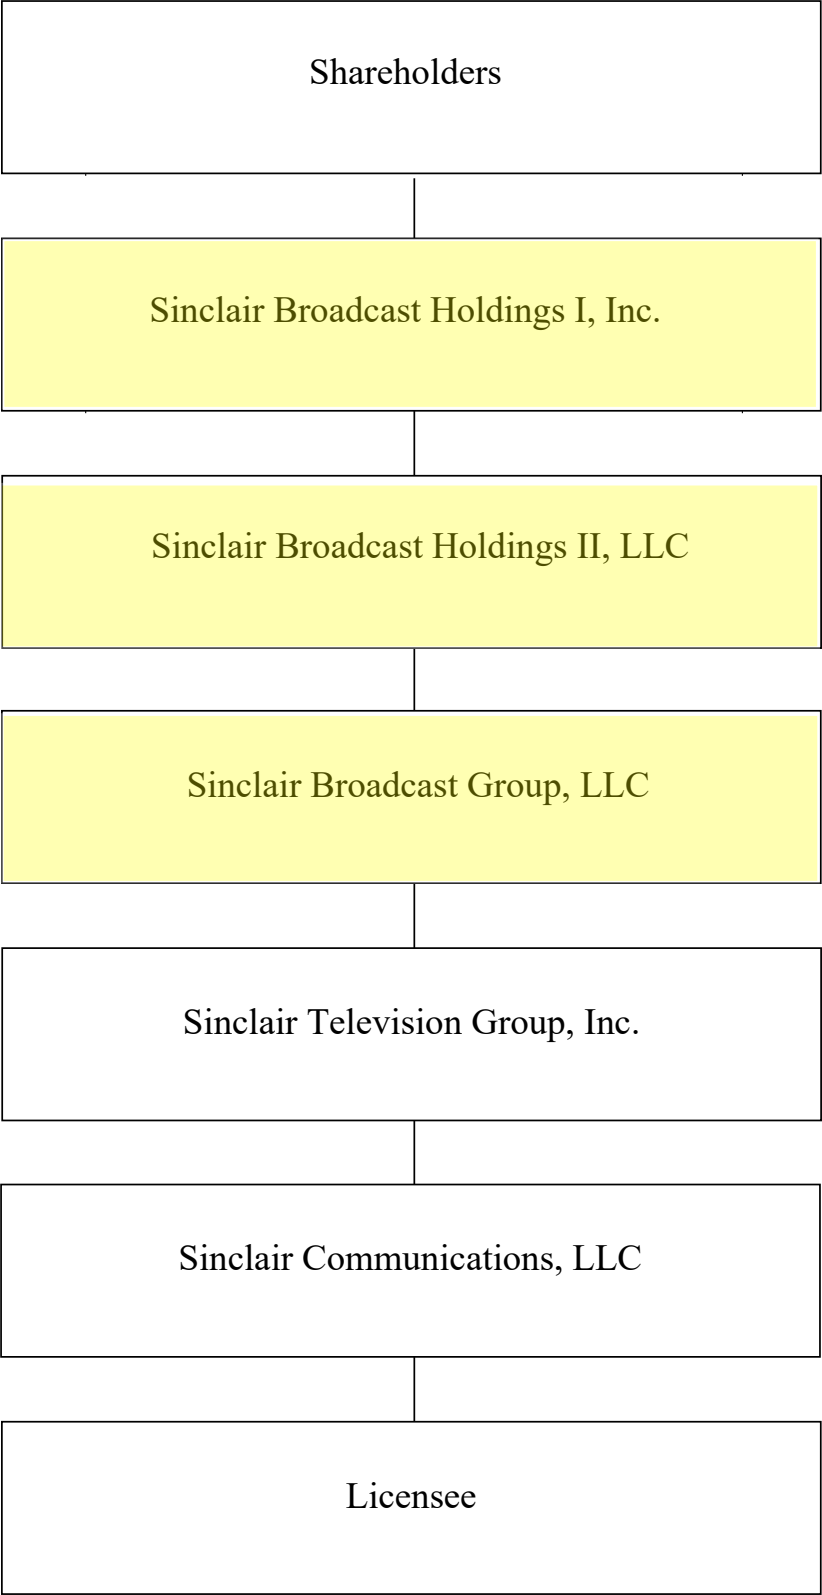 Shareholders
Sinclair Broadcast Holdings I, Inc.
Sinclair Broadcast Holdings II, LLC
Sinclair Broadcast Group, LLC
Sinclair Television Group, Inc.
Sinclair Communications, LLC
Licensee